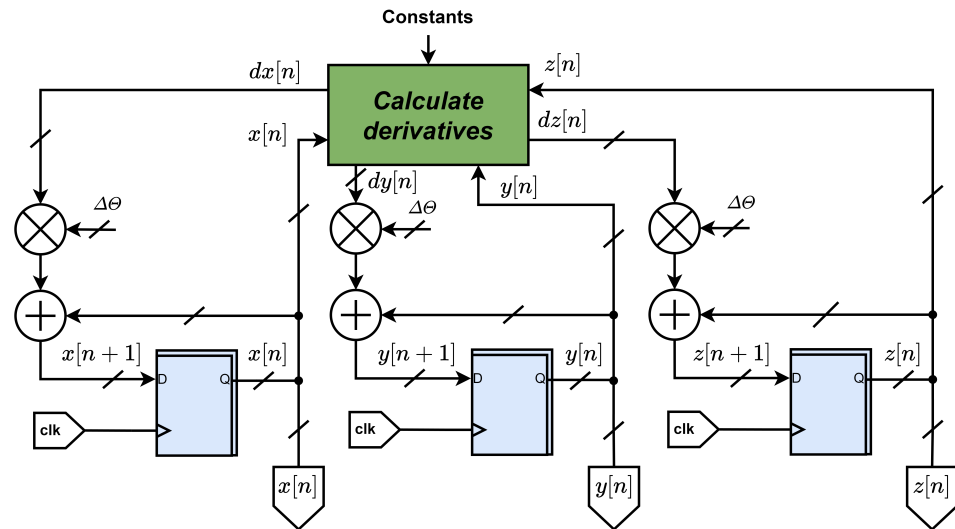 Constants
dx[n]
z[n]
Calculate
derivatives
x[n]
dz[n]
dy[n]
y[n]
ΔΘ
ΔΘ
ΔΘ
x[n + 1]
x[n]
y[n + 1]
y[n]
z[n + 1]
z[n]
D
Q
D
Q
D
Q
clk
clk
clk
x[n]
y[n]
z[n]